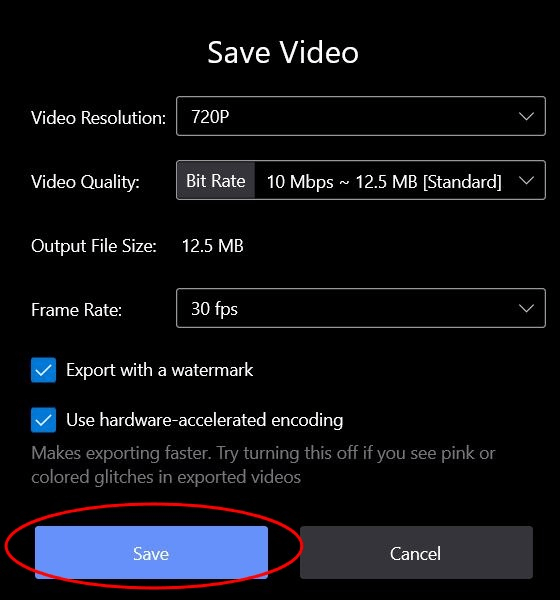 Save Video
Video Resolution: 720P
Video Quality: Bit Rate 10 Mbps ~ 12.5 MB [Standard]
Output File Size: 12.5 MB
Frame Rate: 30 fps
Export with a watermark
Use hardware-accelerated encoding
Makes exporting faster. Try turning this off if you see pink or
colored glitches in exported videos
Save Cancel